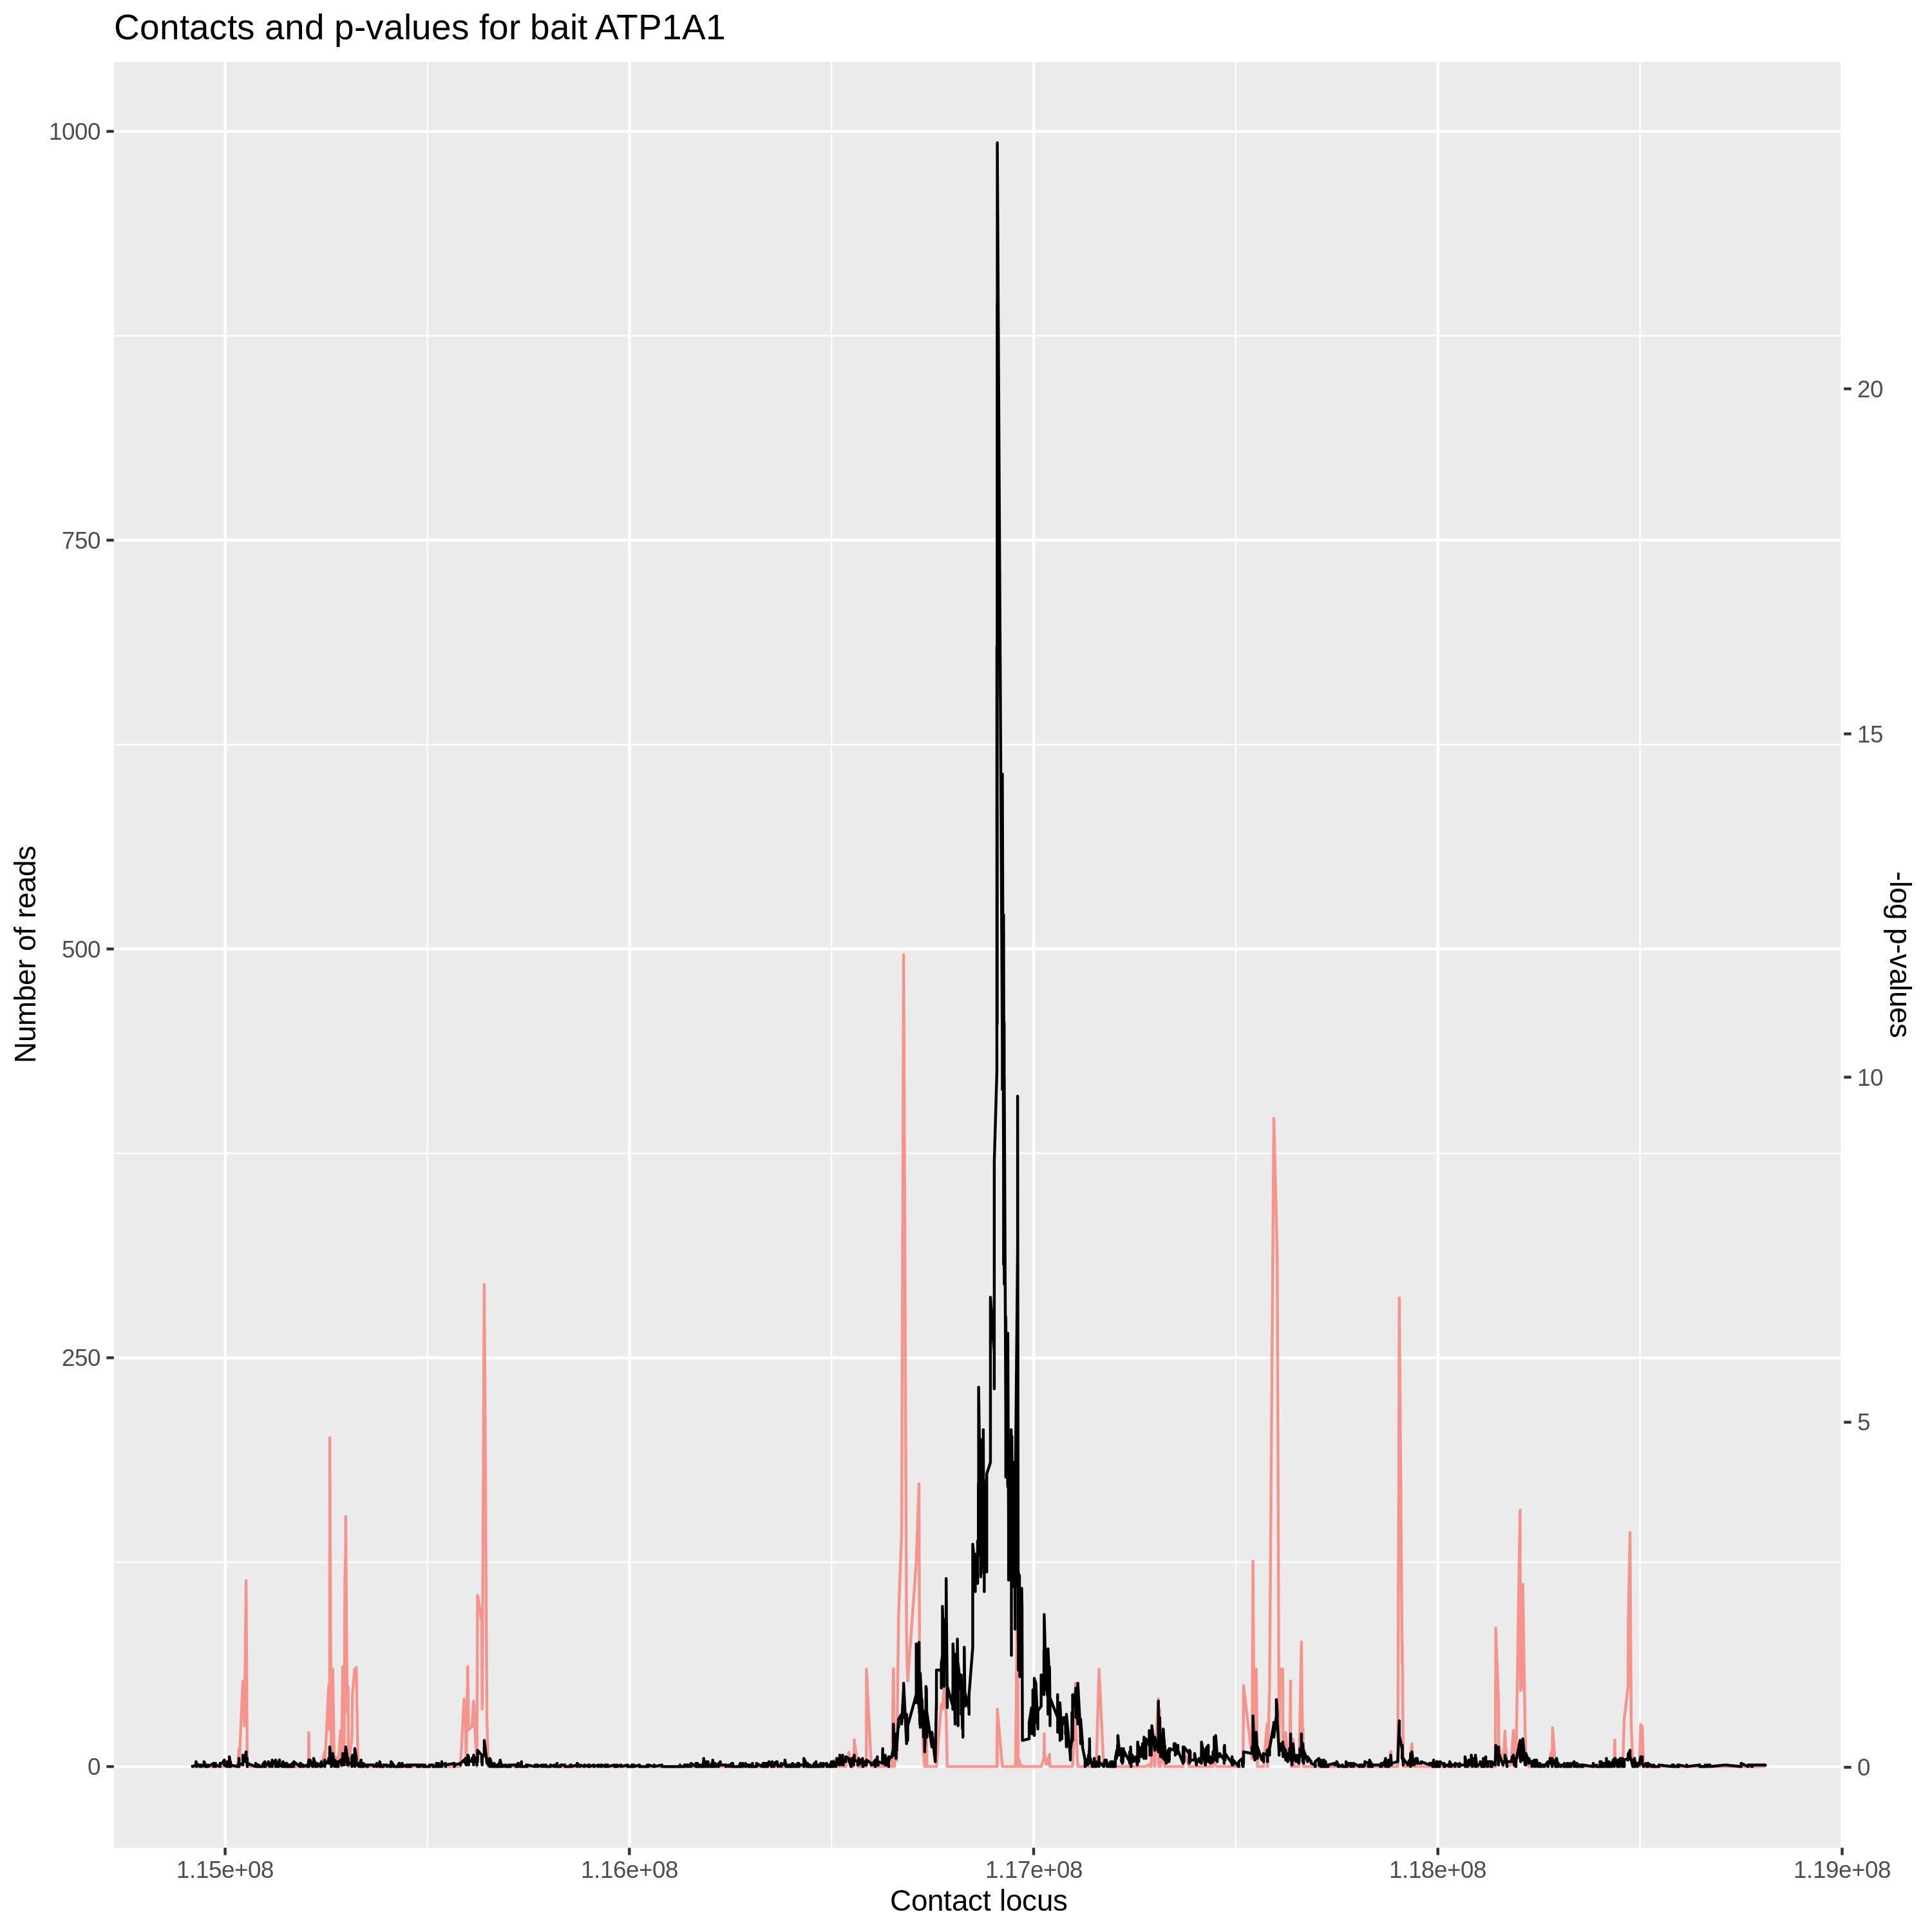 Contacts and p-values for bait ATP1A1
1000
750
500
250
0
Number of reads
20
15
10
5
0
-log p-values
1.15e+08
1.16e+08
1.17e+08
1.18e+08
1.19e+08
Contact locus